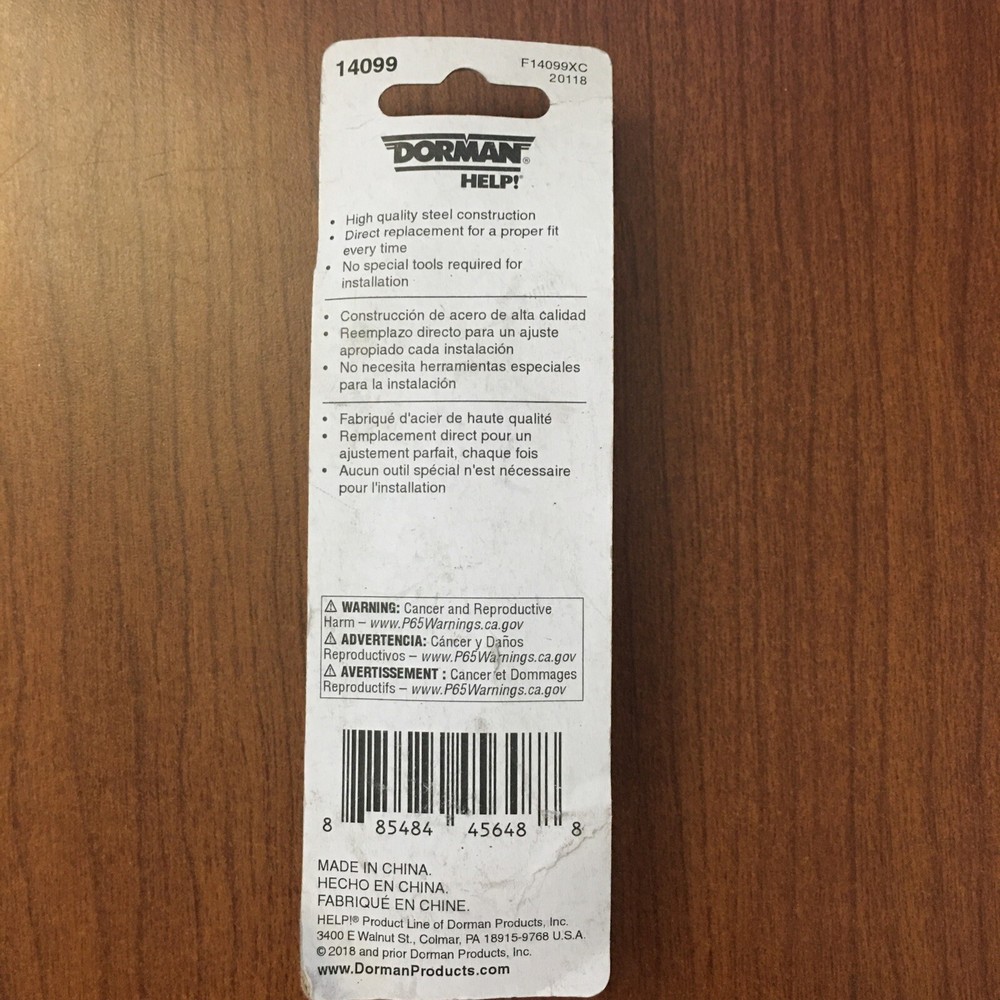 14099
F14099XC
20118
DORMAN®
HELP!®
• High quality steel construction
• Direct replacement for a proper fit
every time
• No special tools required for
installation
• Construcción de acero de alta calidad
• Reemplazo directo para un ajuste
apropiado cada instalación
• No necesita herramientas especiales
para la instalación
• Fabriqué d'acier de haute qualité
• Remplacement direct pour un
ajustement parfait, chaque fois
• Aucun outil spécial n'est nécessaire
pour l'installation
⚠ WARNING: Cancer and Reproductive
Harm – www.P65Warnings.ca.gov
⚠ ADVERTENCIA: Cáncer y Daños
Reproductivos – www.P65Warnings.ca.gov
⚠ AVERTISSEMENT : Cancer et Dommages
Reproductifs – www.P65Warnings.ca.gov
8 85484 45648 8
MADE IN CHINA.
HECHO EN CHINA.
FABRIQUÉ EN CHINE.
HELP!® Product Line of Dorman Products, Inc.
3400 E Walnut St., Colmar, PA 18915-9768 U.S.A.
© 2018 and prior Dorman Products, Inc.
www.DormanProducts.com